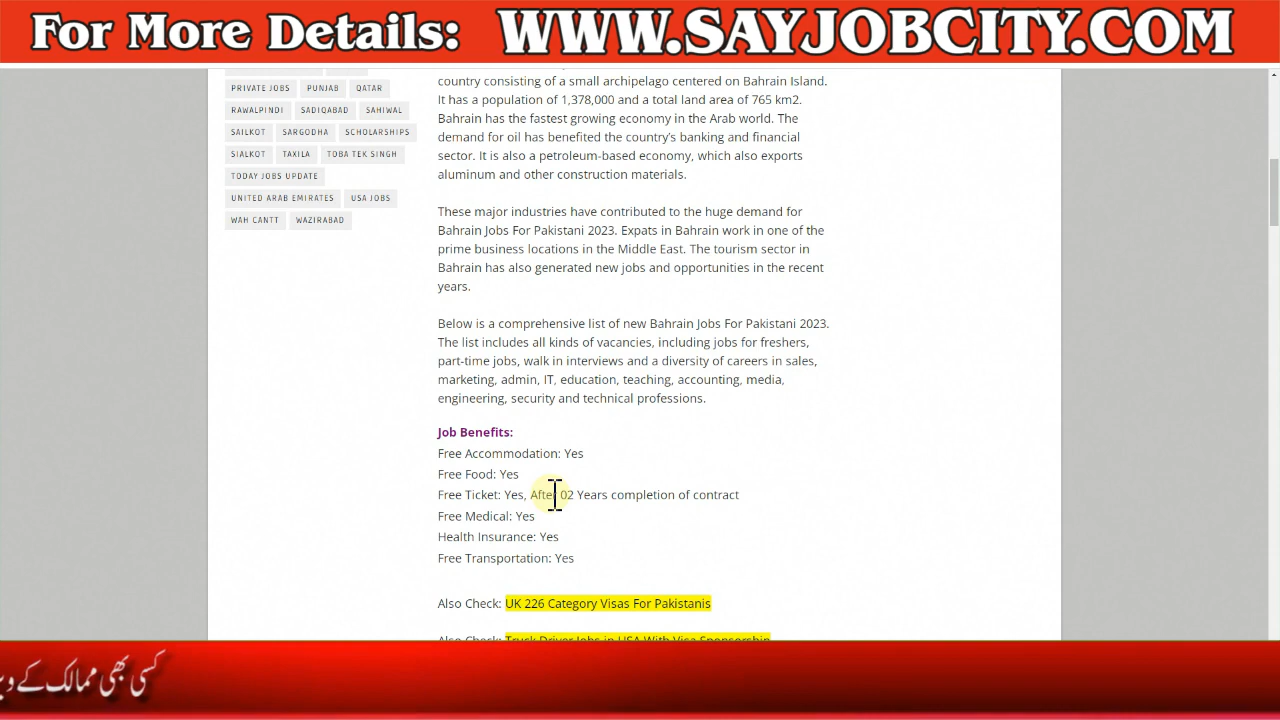 For More Details: WWW.SAYJOBCITY.COM
PRIVATE JOBS PUNJAB QATAR
RAWALPINDI SADIQABAD SAHIWAL
SAILKOT SARGODHA SCHOLARSHIPS
SIALKOT TAXILA TOBA TEK SINGH
TODAY JOBS UPDATE
UNITED ARAB EMIRATES USA JOBS
WAH CANTT WAZIRABAD
country consisting of a small archipelago centered on Bahrain Island.
It has a population of 1,378,000 and a total land area of 765 km2.
Bahrain has the fastest growing economy in the Arab world. The
demand for oil has benefited the country's banking and financial
sector. It is also a petroleum-based economy, which also exports
aluminum and other construction materials.
These major industries have contributed to the huge demand for
Bahrain Jobs For Pakistani 2023. Expats in Bahrain work in one of the
prime business locations in the Middle East. The tourism sector in
Bahrain has also generated new jobs and opportunities in the recent
years.
Below is a comprehensive list of new Bahrain Jobs For Pakistani 2023.
The list includes all kinds of vacancies, including jobs for freshers,
part-time jobs, walk in interviews and a diversity of careers in sales,
marketing, admin, IT, education, teaching, accounting, media,
engineering, security and technical professions.
Job Benefits:
Free Accommodation: Yes
Free Food: Yes
Free Ticket: Yes, After 02 Years completion of contract
Free Medical: Yes
Health Insurance: Yes
Free Transportation: Yes
Also Check: UK 226 Category Visas For Pakistanis
Also Check: Truck Driver Jobs in USA With Visa Sponsorship
کسی بھی ممالک کے